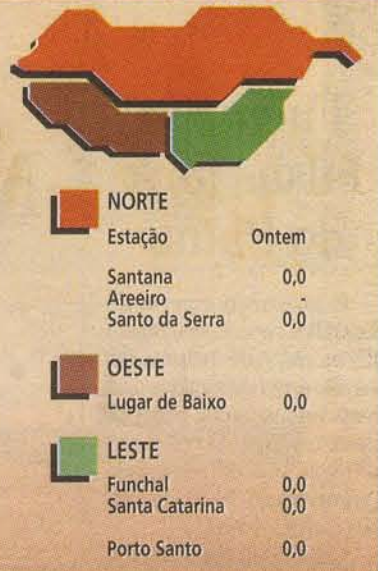 NORTE
Estação Ontem
Santana 0,0
Areeiro -
Santo da Serra 0,0
OESTE
Lugar de Baixo 0,0
LESTE
Funchal 0,0
Santa Catarina 0,0
Porto Santo 0,0